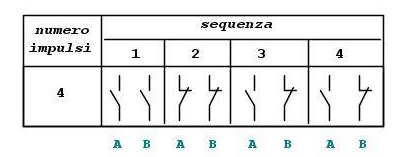 numero
impulsi
sequenza
1 2 3 4
4
A B A B A B A B